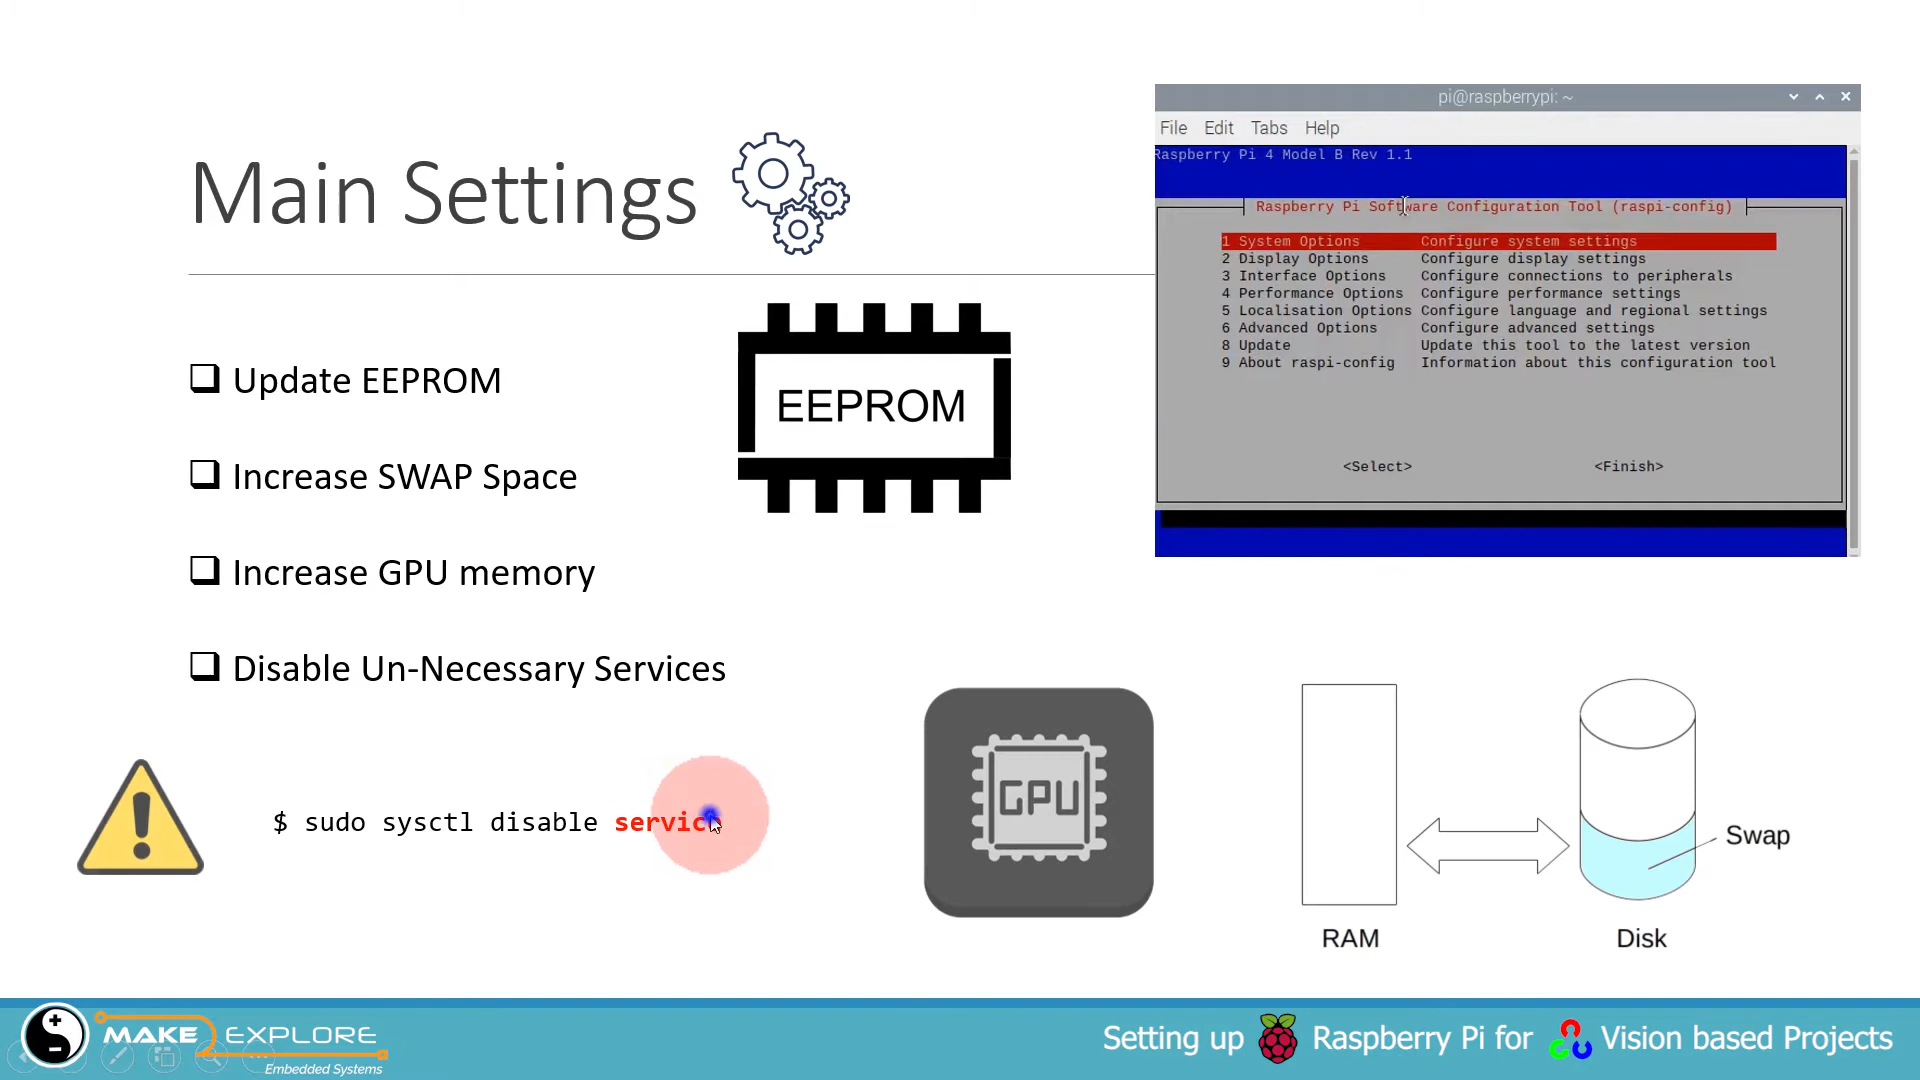 Main Settings
Update EEPROM
Increase SWAP Space
Increase GPU memory
Disable Un-Necessary Services
$ sudo sysctl disable service
EEPROM
pi@raspberrypi: ~
File Edit Tabs Help
Raspberry Pi 4 Model B Rev 1.1
Raspberry Pi Software Configuration Tool (raspi-config)
1 System Options Configure system settings
2 Display Options Configure display settings
3 Interface Options Configure connections to peripherals
4 Performance Options Configure performance settings
5 Localisation Options Configure language and regional settings
6 Advanced Options Configure advanced settings
8 Update Update this tool to the latest version
9 About raspi-config Information about this configuration tool
<Select> <Finish>
GPU
Swap
RAM
Disk
MAKE2EXPLORE
Embedded Systems
Setting up Raspberry Pi for Vision based Projects